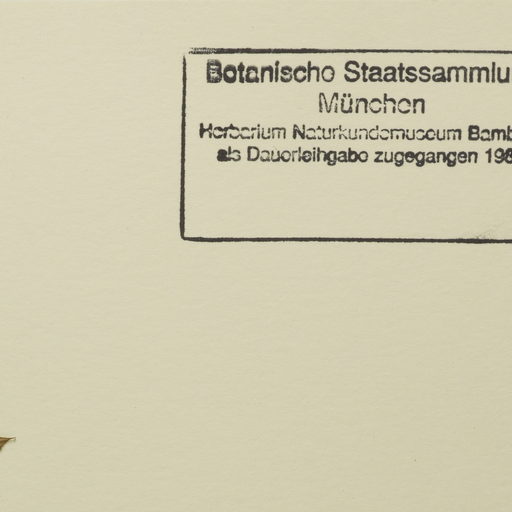 Botanische Staatssammlu
München
Herbarium Naturkundemuseum Bamb
als Dauerleihgabe zugegangen 198